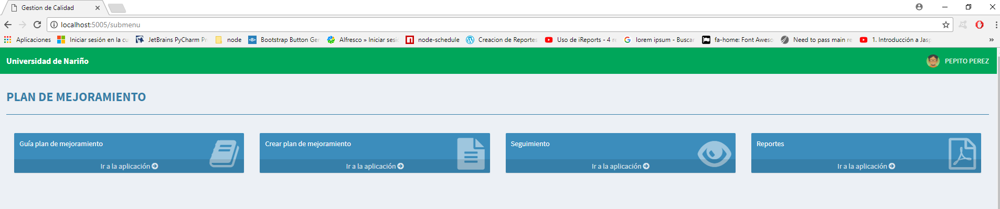 Gestion de Calidad
localhost:5005/submenu
Aplicaciones Iniciar sesión en la cu JetBrains PyCharm Pr node Bootstrap Button Ger Alfresco » Iniciar sesi node-schedule Creacion de Reportes Uso de iReports - 4 re lorem ipsum - Buscar fa-home: Font Aweso Need to pass main re 1. Introducción a Jasp »
Universidad de Nariño PEPITO PEREZ
PLAN DE MEJORAMIENTO
Guía plan de mejoramiento
Ir a la aplicación
Crear plan de mejoramiento
Ir a la aplicación
Seguimiento
Ir a la aplicación
Reportes
Ir a la aplicación